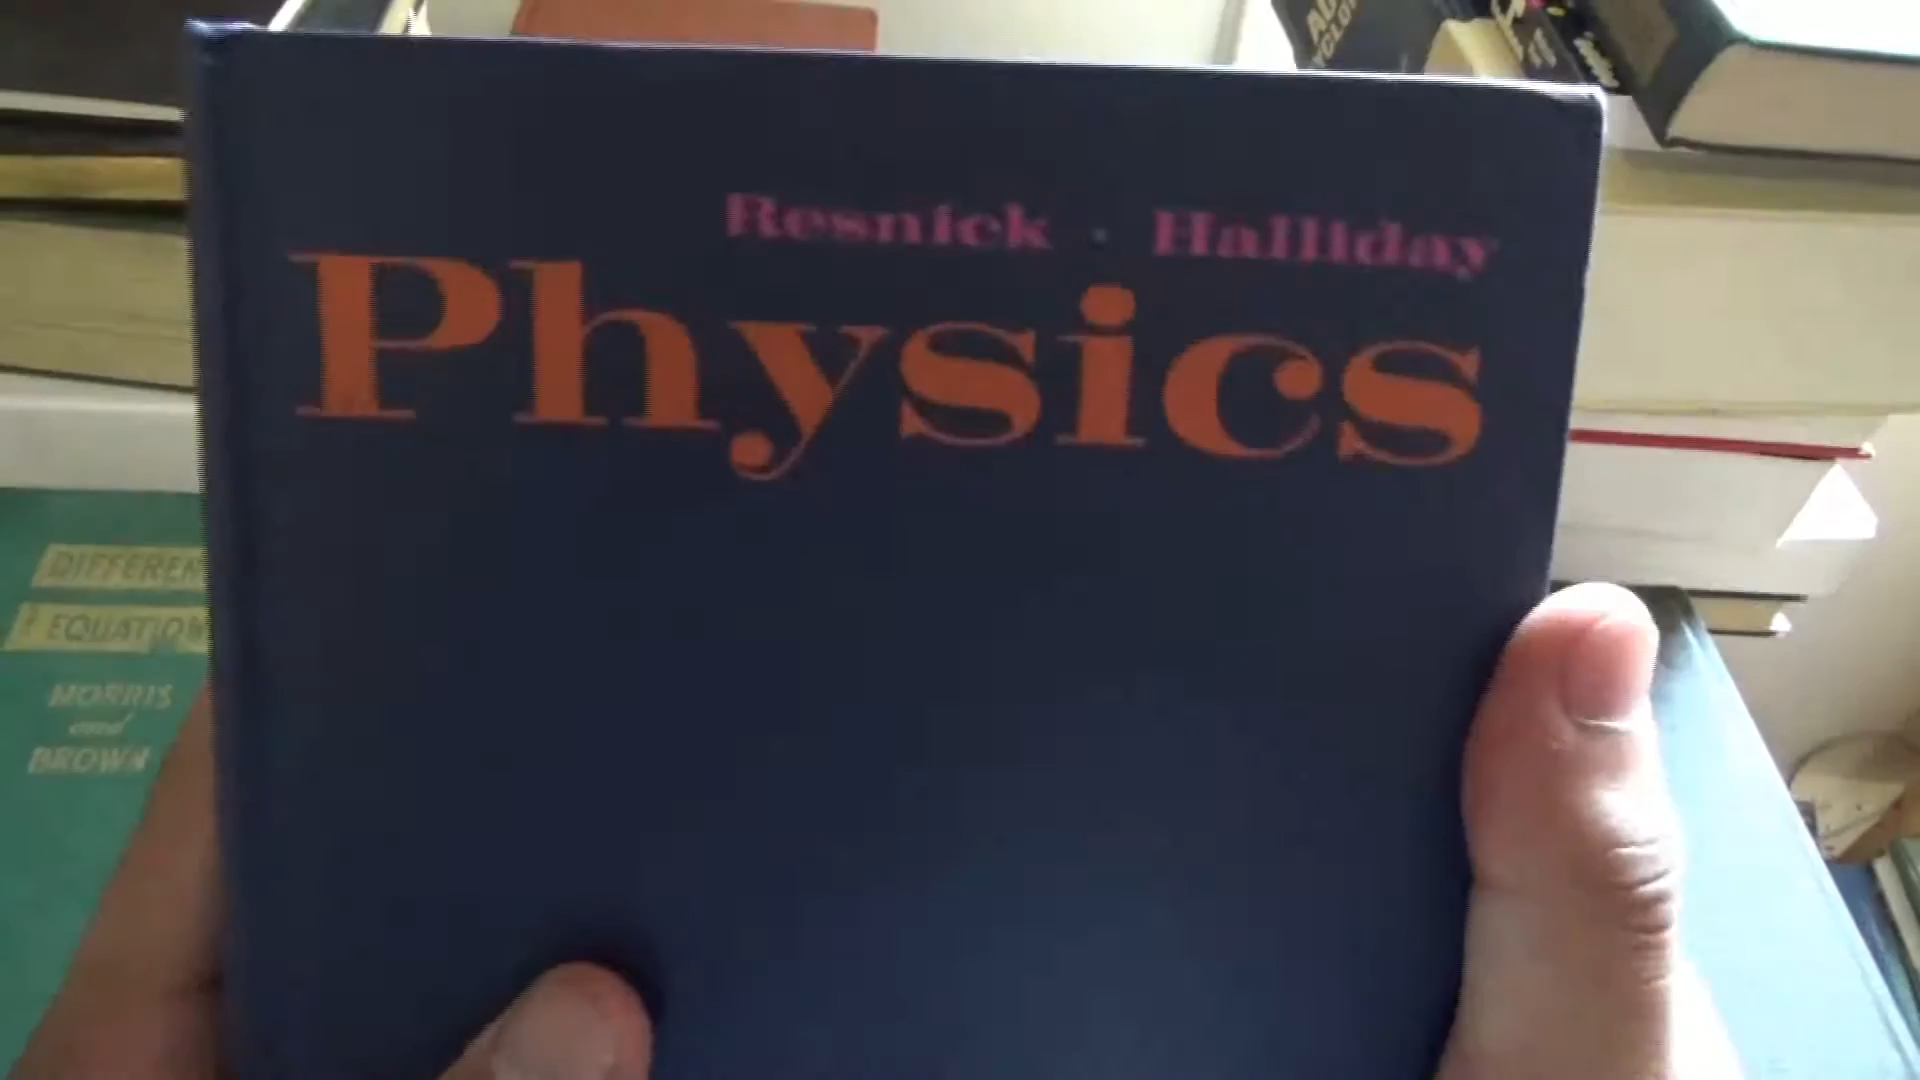 Resnick · Halliday
Physics
DIFFEREN
EQUATION
MORRIS
and
BROWN